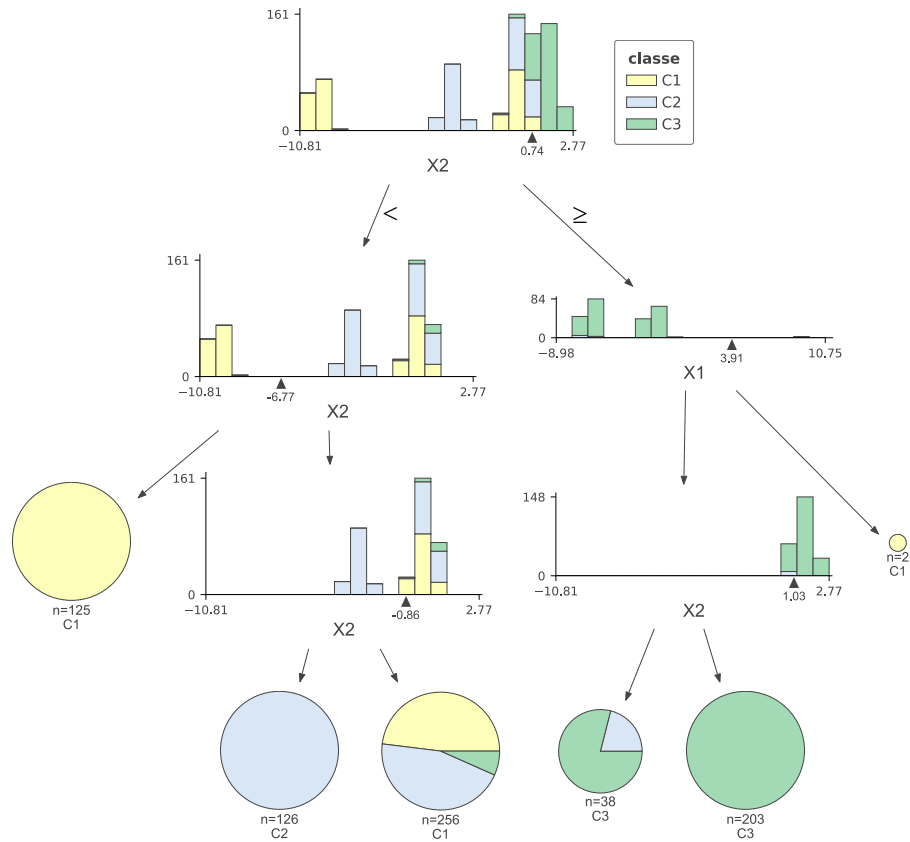 161
0
−10.81
0.74
2.77
X2
classe
C1
C2
C3
<
≥
161
0
−10.81
-6.77
2.77
X2
84
0
−8.98
3.91
10.75
X1
n=125
C1
161
0
−10.81
-0.86
2.77
X2
148
0
−10.81
1.03
2.77
X2
n=2
C1
n=126
C2
n=256
C1
n=38
C3
n=203
C3